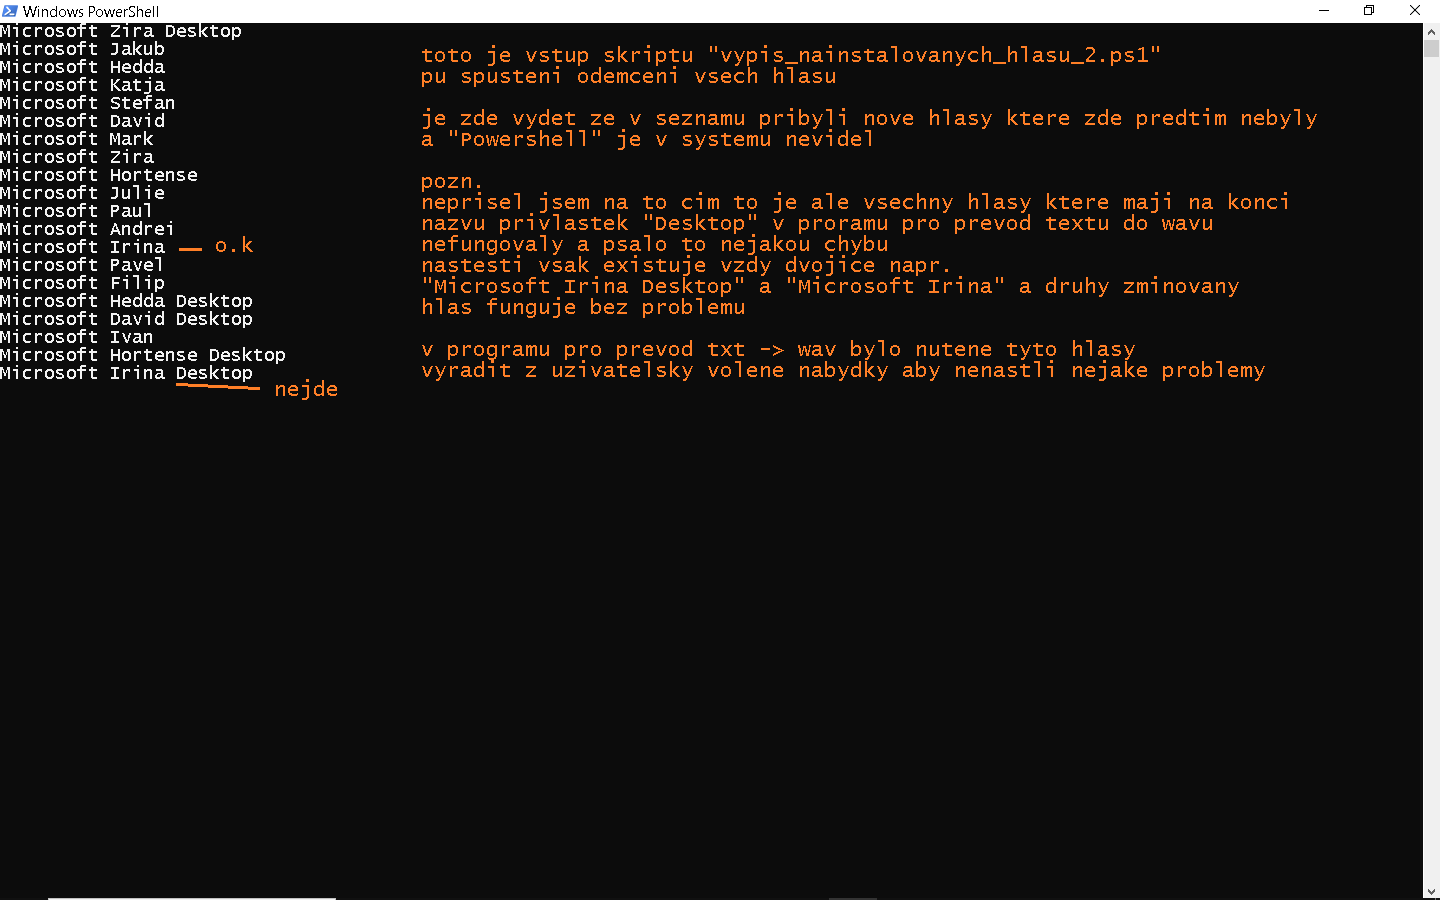 Windows PowerShell
Microsoft Zira Desktop
Microsoft Jakub
Microsoft Hedda
Microsoft Katja
Microsoft Stefan
Microsoft David
Microsoft Mark
Microsoft Zira
Microsoft Hortense
Microsoft Julie
Microsoft Paul
Microsoft Andrei
Microsoft Irina — o.k
Microsoft Pavel
Microsoft Filip
Microsoft Hedda Desktop
Microsoft David Desktop
Microsoft Ivan
Microsoft Hortense Desktop
Microsoft Irina Desktop
nejde
toto je vstup skriptu "vypis_nainstalovanych_hlasu_2.ps1"
pu spusteni odemceni vsech hlasu
je zde vydet ze v seznamu pribyli nove hlasy ktere zde predtim nebyly
a "Powershell" je v systemu nevidel
pozn.
neprisel jsem na to cim to je ale vsechny hlasy ktere maji na konci
nazvu privlastek "Desktop" v proramu pro prevod textu do wavu
nefungovaly a psalo to nejakou chybu
nastesti vsak existuje vzdy dvojice napr.
"Microsoft Irina Desktop" a "Microsoft Irina" a druhy zminovany
hlas funguje bez problemu
v programu pro prevod txt -> wav bylo nutene tyto hlasy
vyradit z uzivatelsky volene nabydky aby nenastli nejake problemy